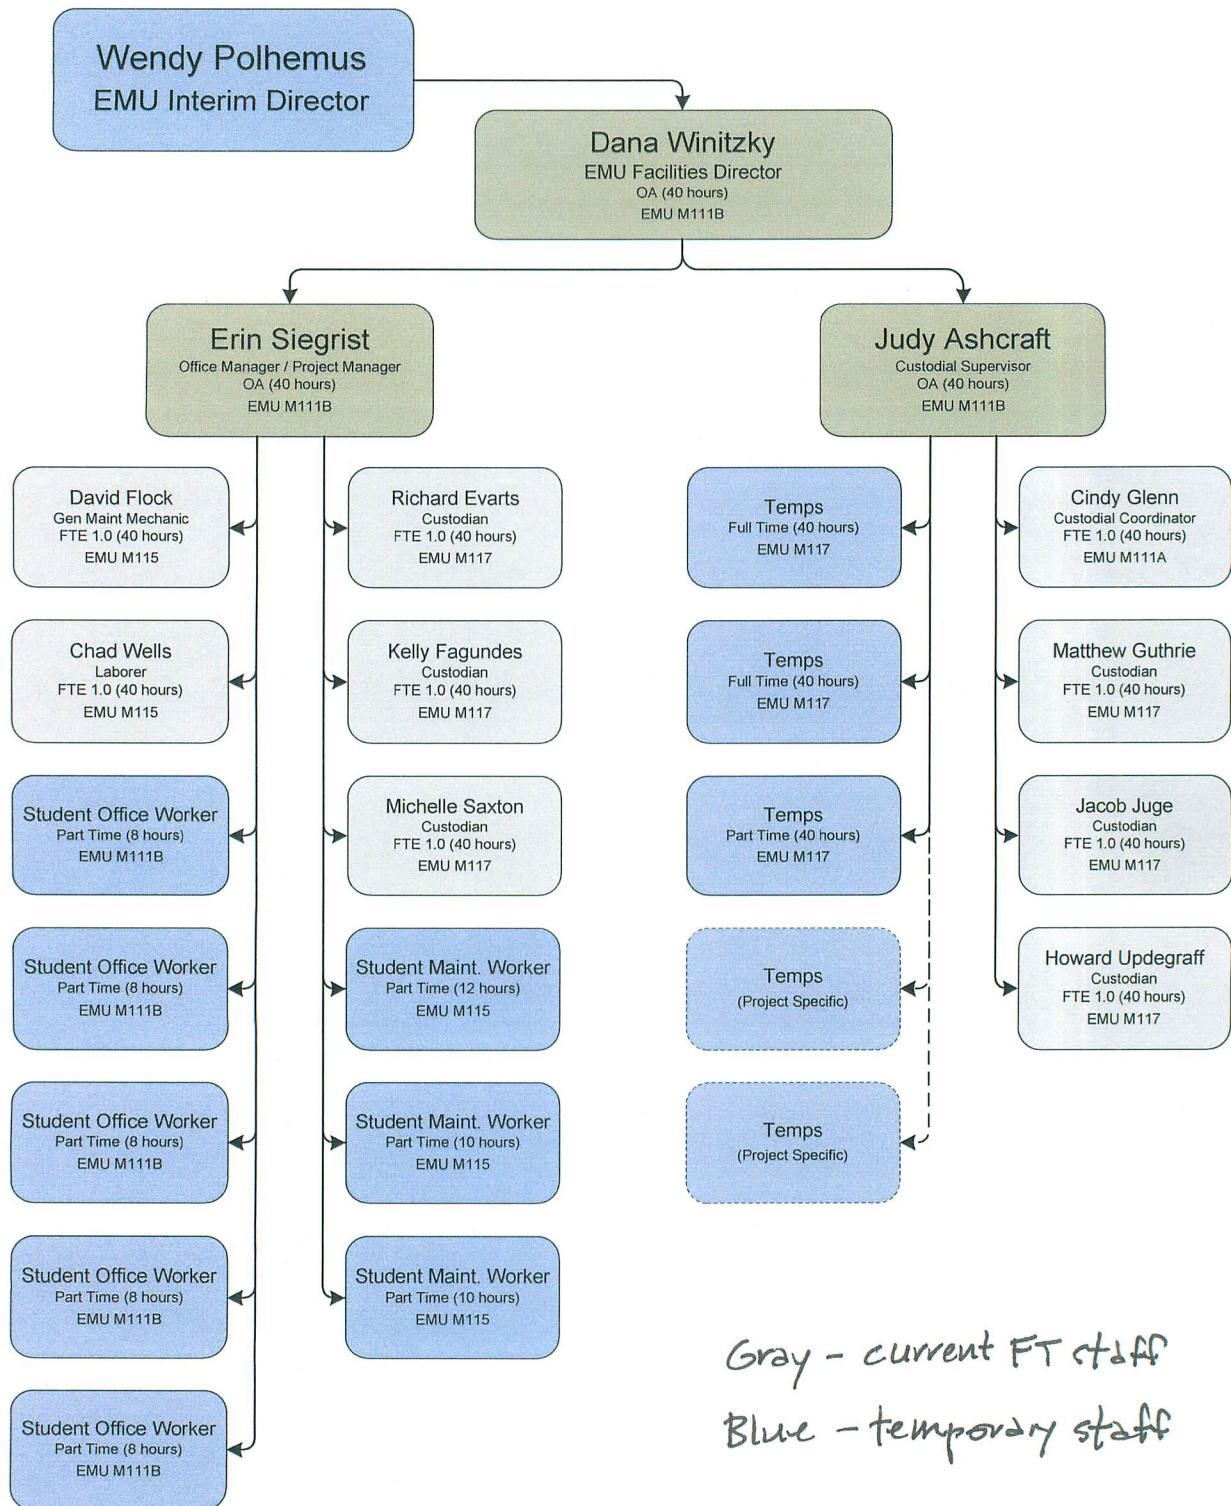 Wendy Polhemus
EMU Interim Director
Dana Winitzky
EMU Facilities Director
OA (40 hours)
EMU M111B
Erin Siegrist
Office Manager / Project Manager
OA (40 hours)
EMU M111B
Judy Ashcraft
Custodial Supervisor
OA (40 hours)
EMU M111B
David Flock
Gen Maint Mechanic
FTE 1.0 (40 hours)
EMU M115
Richard Evarts
Custodian
FTE 1.0 (40 hours)
EMU M117
Temps
Full Time (40 hours)
EMU M117
Cindy Glenn
Custodial Coordinator
FTE 1.0 (40 hours)
EMU M111A
Chad Wells
Laborer
FTE 1.0 (40 hours)
EMU M115
Kelly Fagundes
Custodian
FTE 1.0 (40 hours)
EMU M117
Temps
Full Time (40 hours)
EMU M117
Matthew Guthrie
Custodian
FTE 1.0 (40 hours)
EMU M117
Student Office Worker
Part Time (8 hours)
EMU M111B
Michelle Saxton
Custodian
FTE 1.0 (40 hours)
EMU M117
Temps
Part Time (40 hours)
EMU M117
Jacob Juge
Custodian
FTE 1.0 (40 hours)
EMU M117
Student Office Worker
Part Time (8 hours)
EMU M111B
Student Maint. Worker
Part Time (12 hours)
EMU M115
Temps
(Project Specific)
Howard Updegraff
Custodian
FTE 1.0 (40 hours)
EMU M117
Student Office Worker
Part Time (8 hours)
EMU M111B
Student Maint. Worker
Part Time (10 hours)
EMU M115
Temps
(Project Specific)
Student Office Worker
Part Time (8 hours)
EMU M111B
Student Maint. Worker
Part Time (10 hours)
EMU M115
Student Office Worker
Part Time (8 hours)
EMU M111B
Gray - current FT staff
Blue - temporary staff